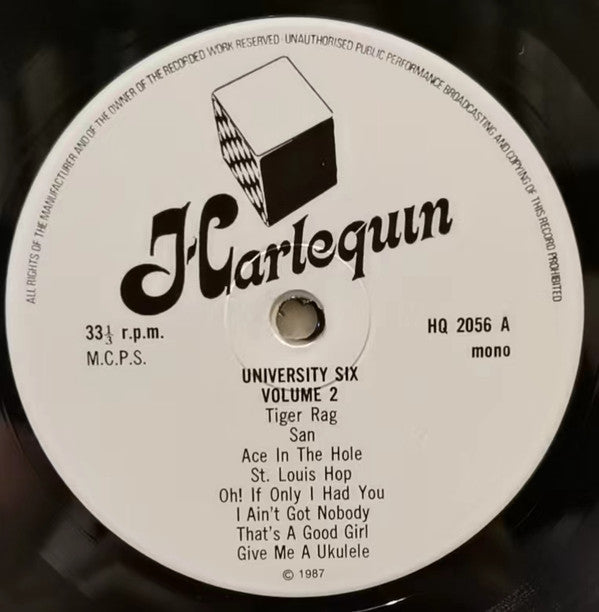 ALL RIGHTS OF THE MANUFACTURER AND OF THE OWNER OF THE RECORDED WORK RESERVED · UNAUTHORISED PUBLIC PERFORMANCE BROADCASTING AND COPYING OF THIS RECORD PROHIBITED
Harlequin
33⅓ r.p.m.
M.C.P.S.
HQ 2056 A
mono
UNIVERSITY SIX
VOLUME 2
Tiger Rag
San
Ace In The Hole
St. Louis Hop
Oh! If Only I Had You
I Ain't Got Nobody
That's A Good Girl
Give Me A Ukulele
© 1987